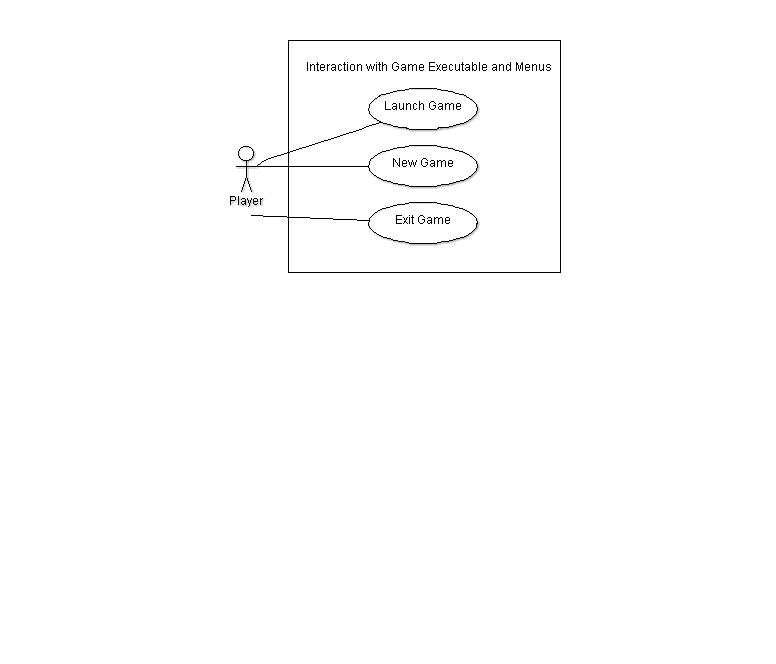 Interaction with Game Executable and Menus
Launch Game
New Game
Player
Exit Game